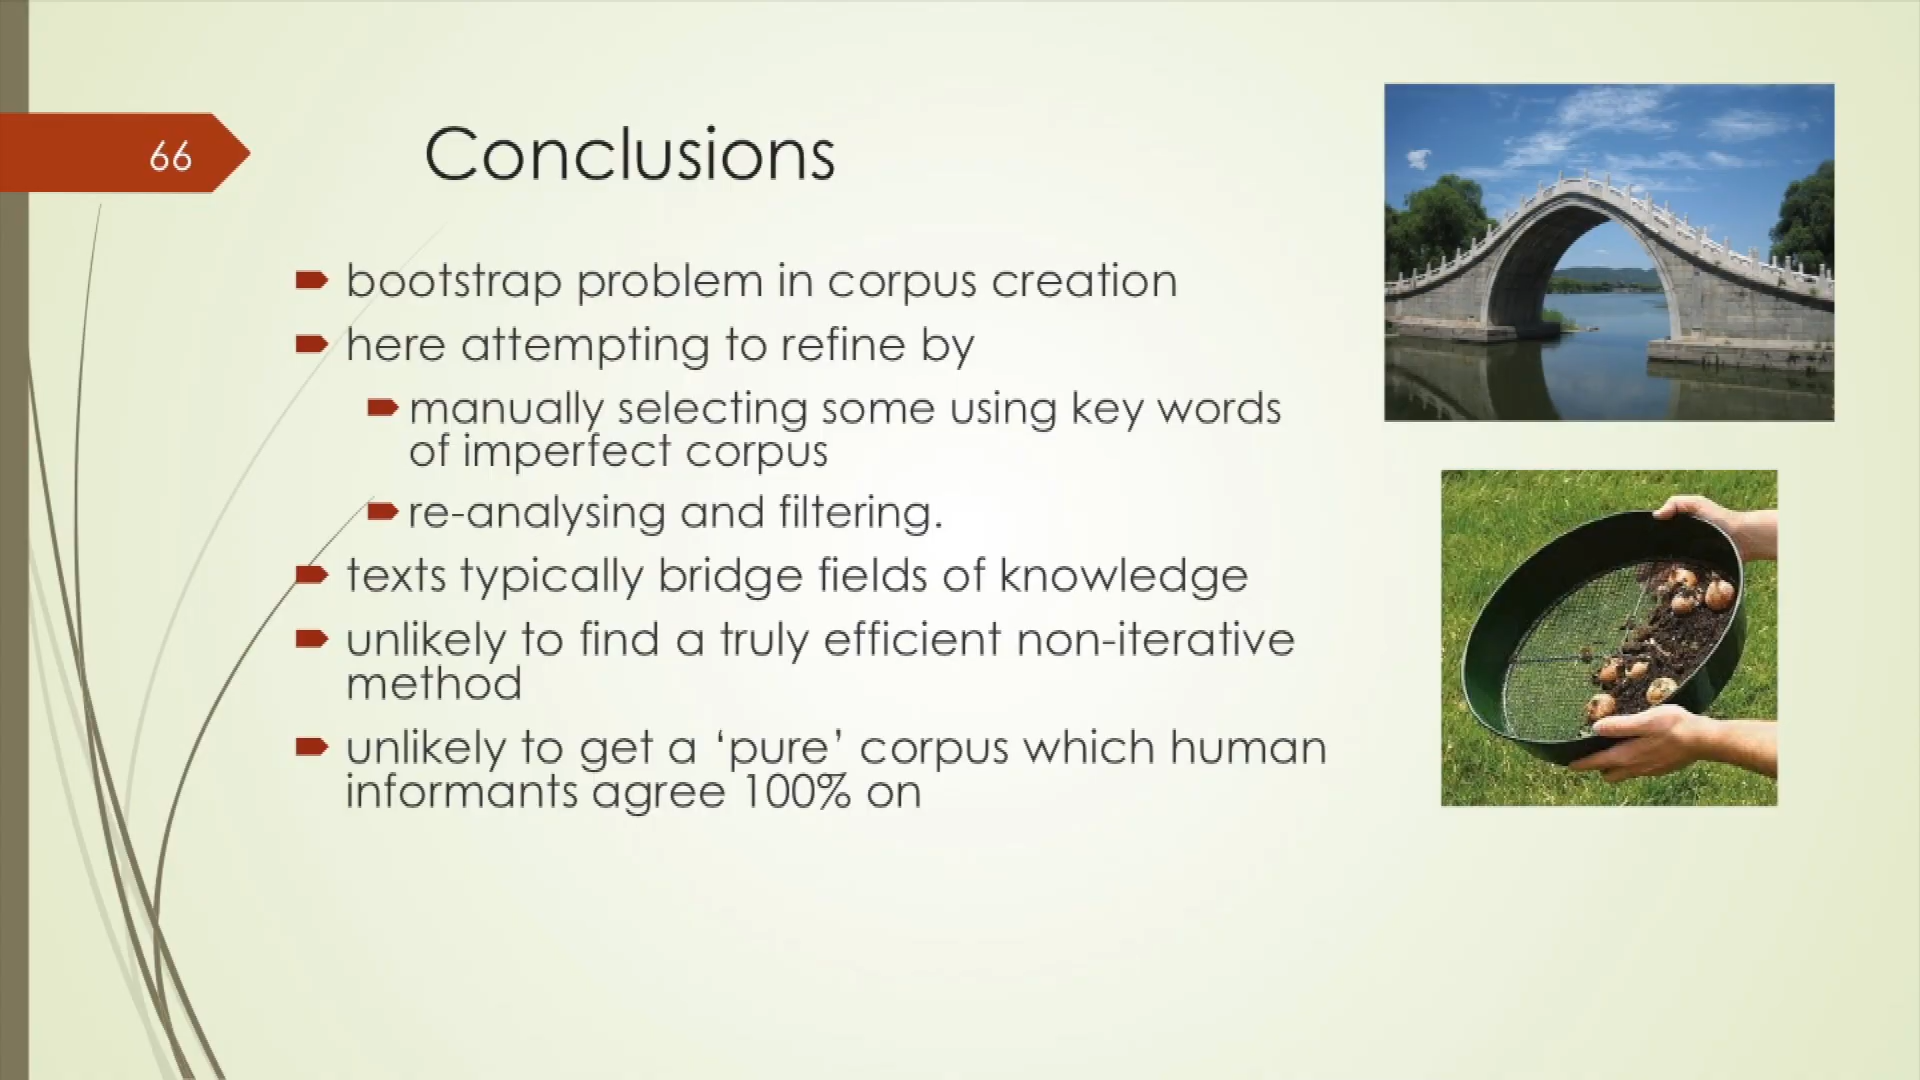 66
Conclusions
bootstrap problem in corpus creation
here attempting to refine by
manually selecting some using key words
of imperfect corpus
re-analysing and filtering.
texts typically bridge fields of knowledge
unlikely to find a truly efficient non-iterative
method
unlikely to get a ‘pure’ corpus which human
informants agree 100% on